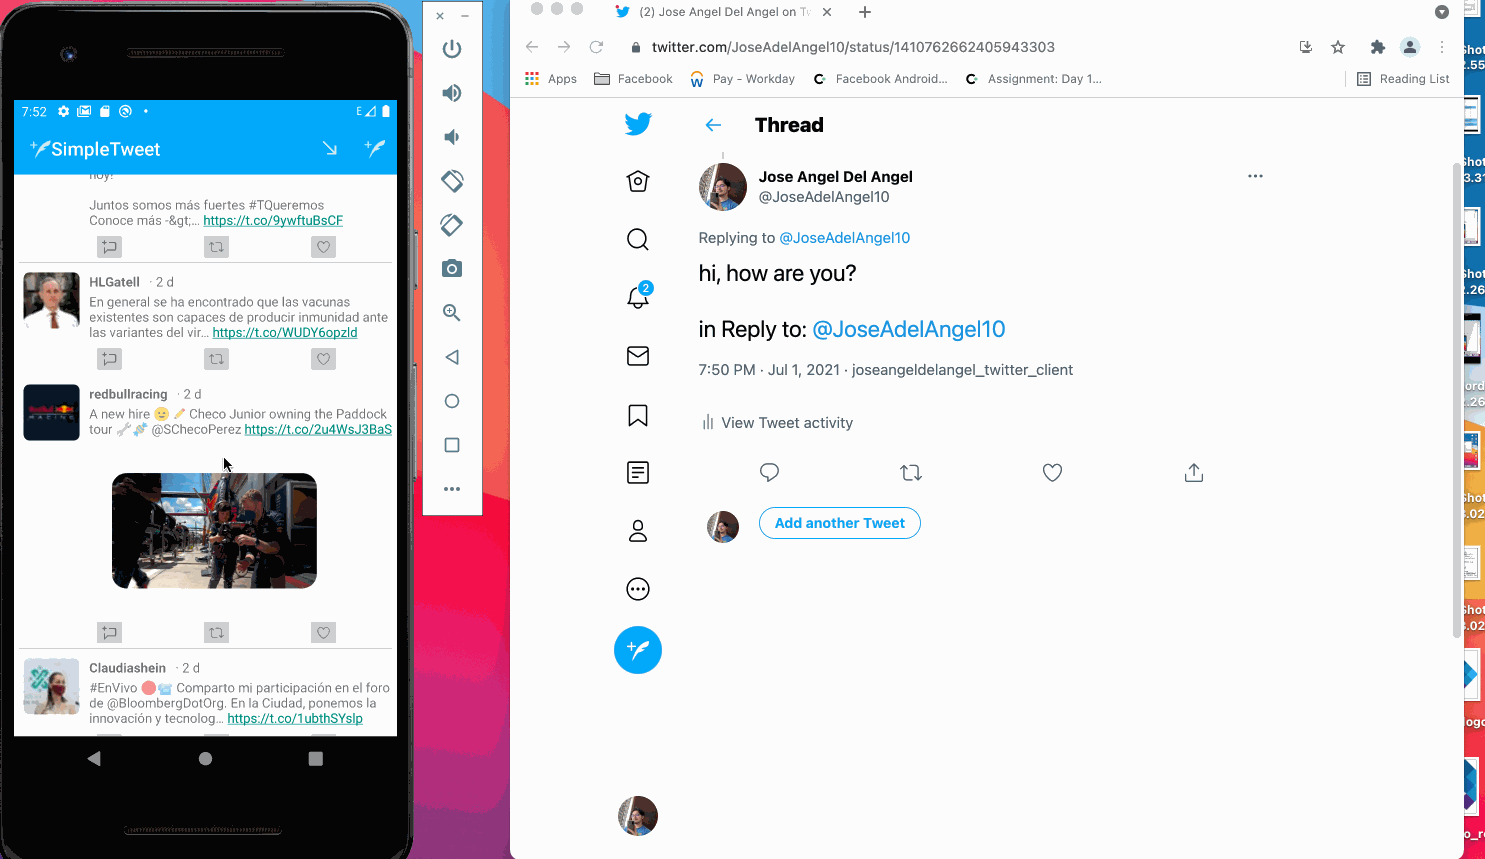 7:52
E
SimpleTweet
hoy!
Juntos somos más fuertes #TQueremos
Conoce más -&gt;... https://t.co/9ywftuBsCF
HLGatell · 2 d
En general se ha encontrado que las vacunas
existentes son capaces de producir inmunidad ante
las variantes del vir... https://t.co/WUDY6opzld
redbullracing · 2 d
A new hire 😉 ✏️ Checo Junior owning the Paddock
tour 🔧🍼 @SChecoPerez https://t.co/2u4WsJ3BaS
Claudiashein · 2 d
#EnVivo 🔴 Comparto mi participación en el foro
de @BloombergDotOrg. En la Ciudad, ponemos la
innovación y tecnolog... https://t.co/1ubthSYslp
(2) Jose Angel Del Angel on Tw
twitter.com/JoseAdelAngel10/status/1410762662405943303
Apps
Facebook
Pay - Workday
Facebook Android...
Assignment: Day 1...
Reading List
Thread
Jose Angel Del Angel
@JoseAdelAngel10
Replying to @JoseAdelAngel10
hi, how are you?
in Reply to: @JoseAdelAngel10
7:50 PM · Jul 1, 2021 · joseangeldelangel_twitter_client
View Tweet activity
Add another Tweet
2